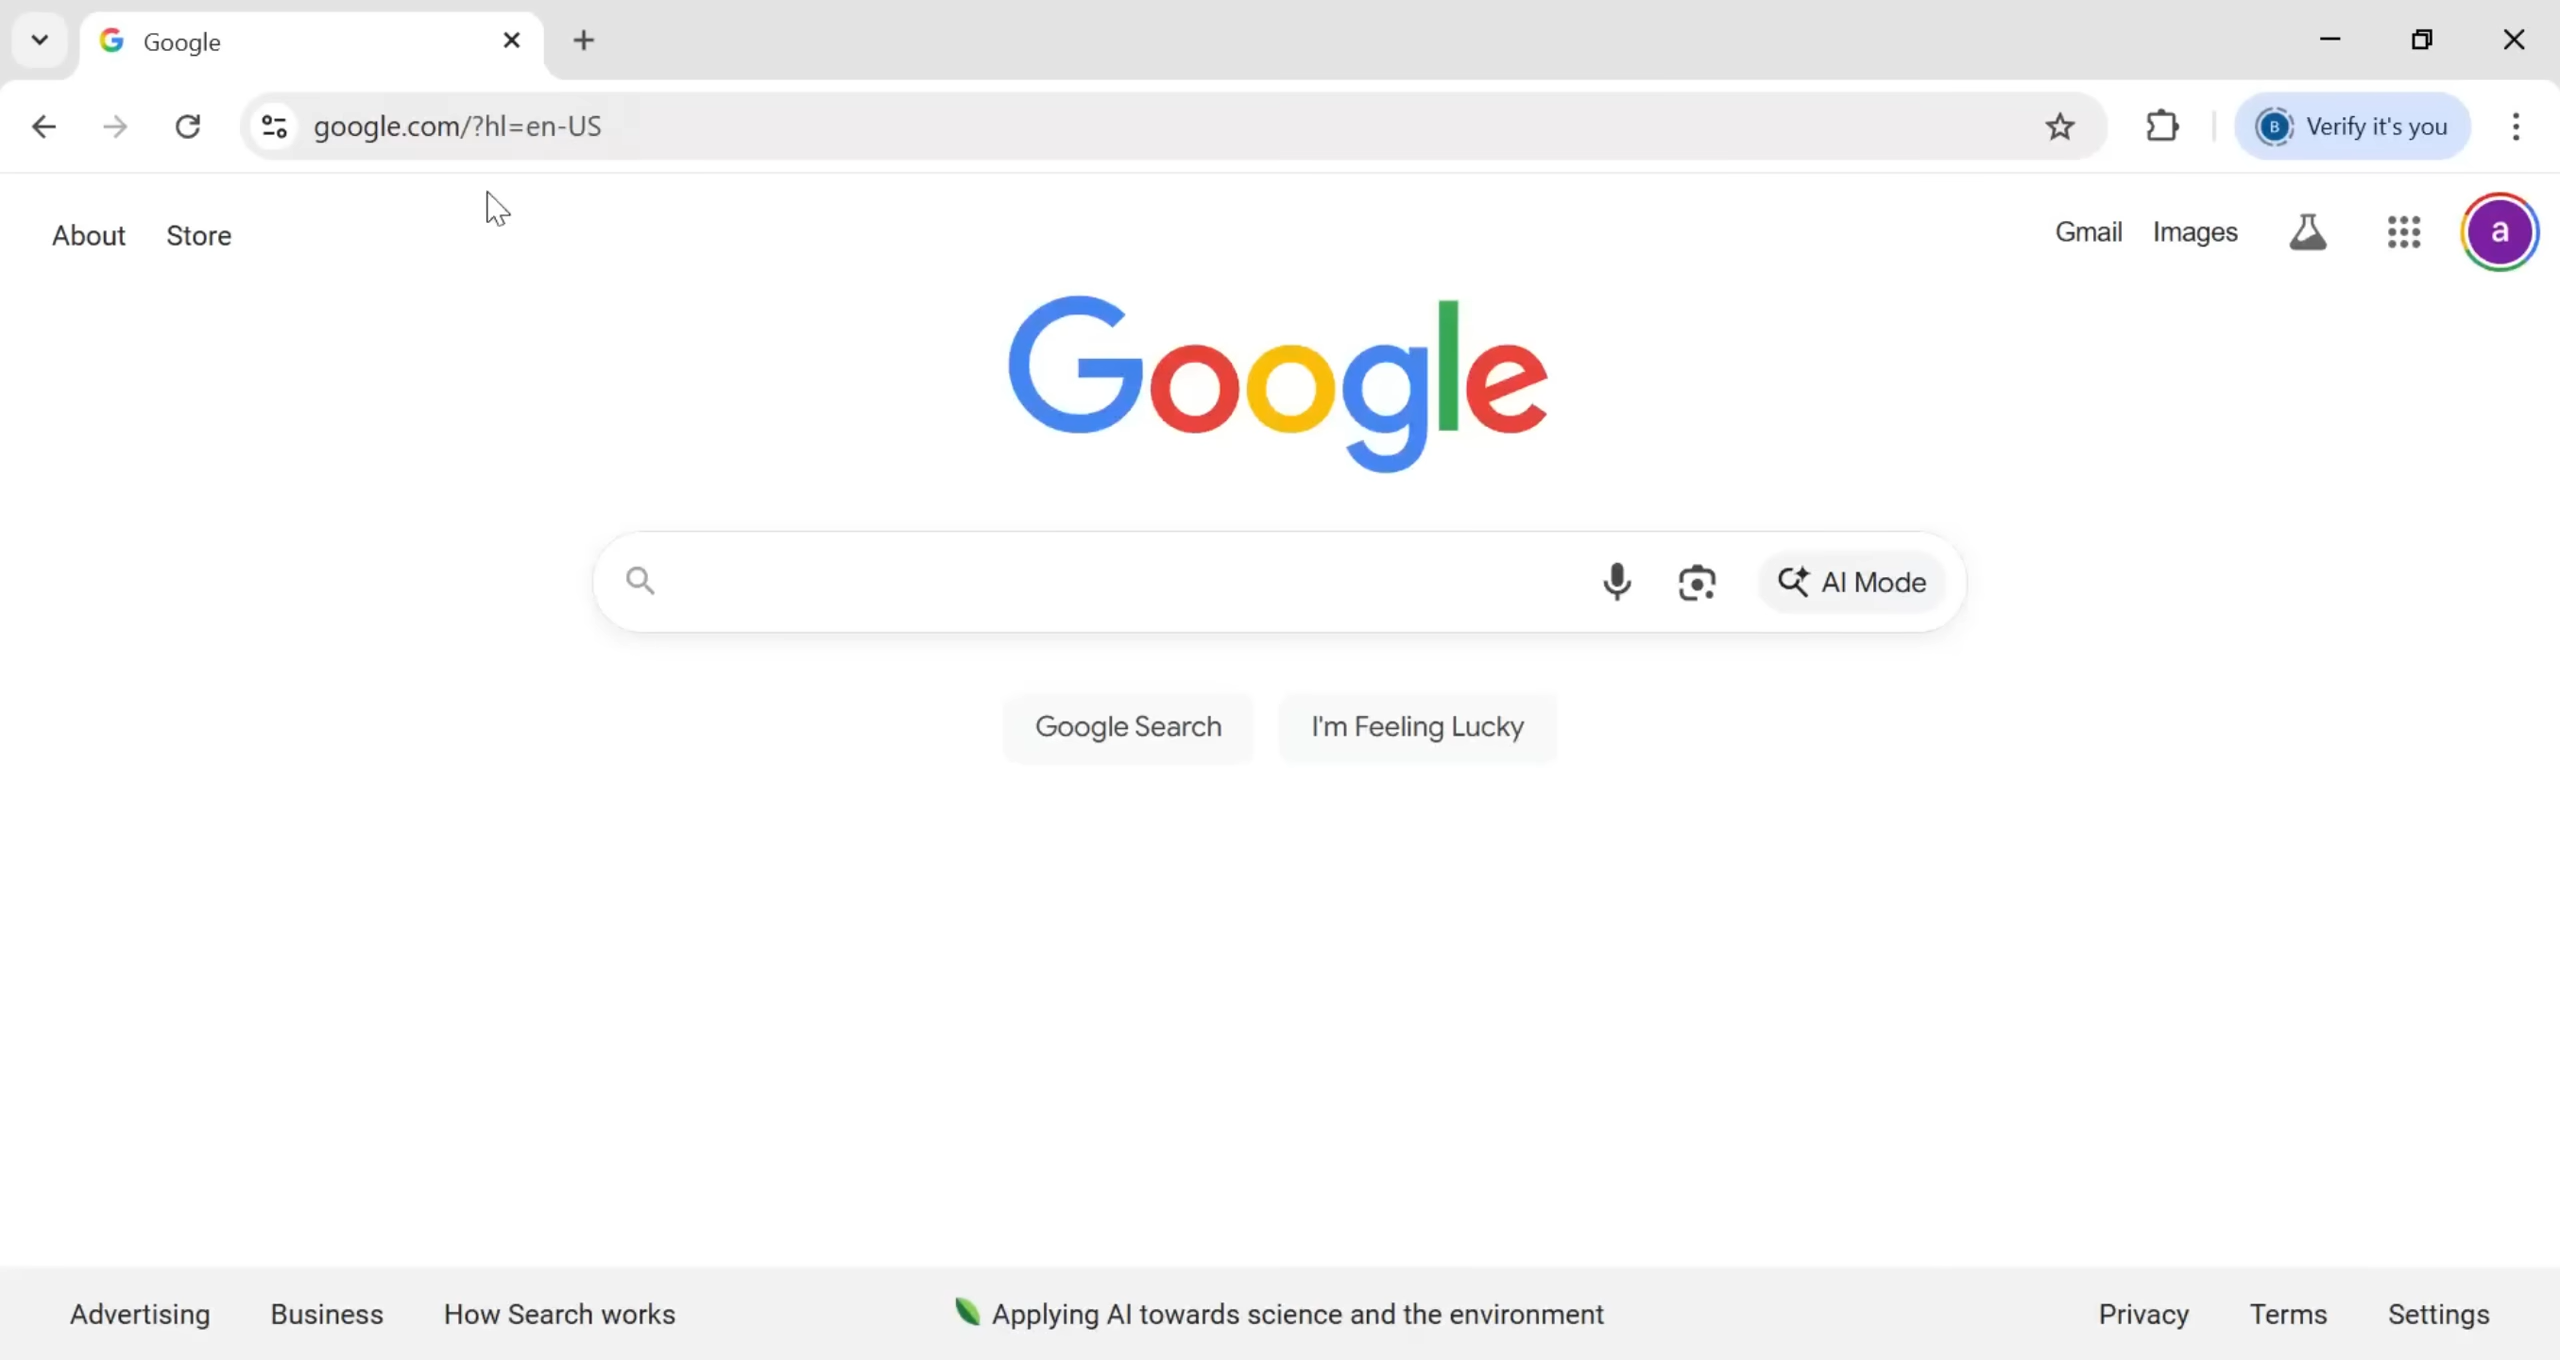 Google
google.com/?hl=en-US
B Verify it's you
About Store
Gmail Images
a
Google
AI Mode
Google Search I'm Feeling Lucky
Advertising Business How Search works
Applying AI towards science and the environment
Privacy Terms Settings